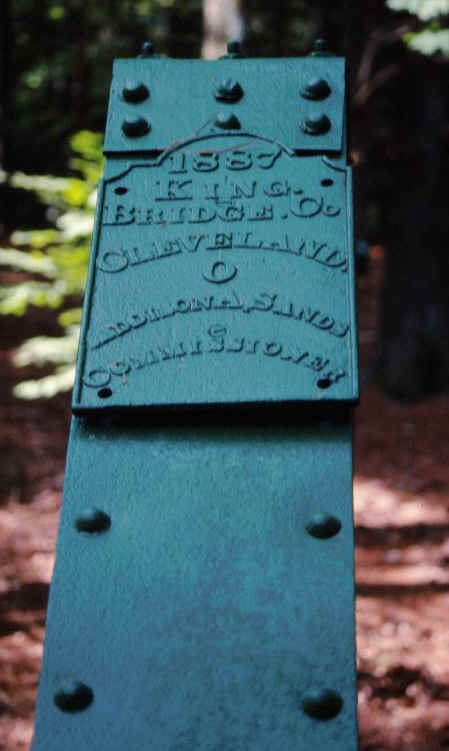 1887
KING.
BRIDGE. Co
CLEVELAND,
O
ADDISON A, SANDS
COMMISSIONER